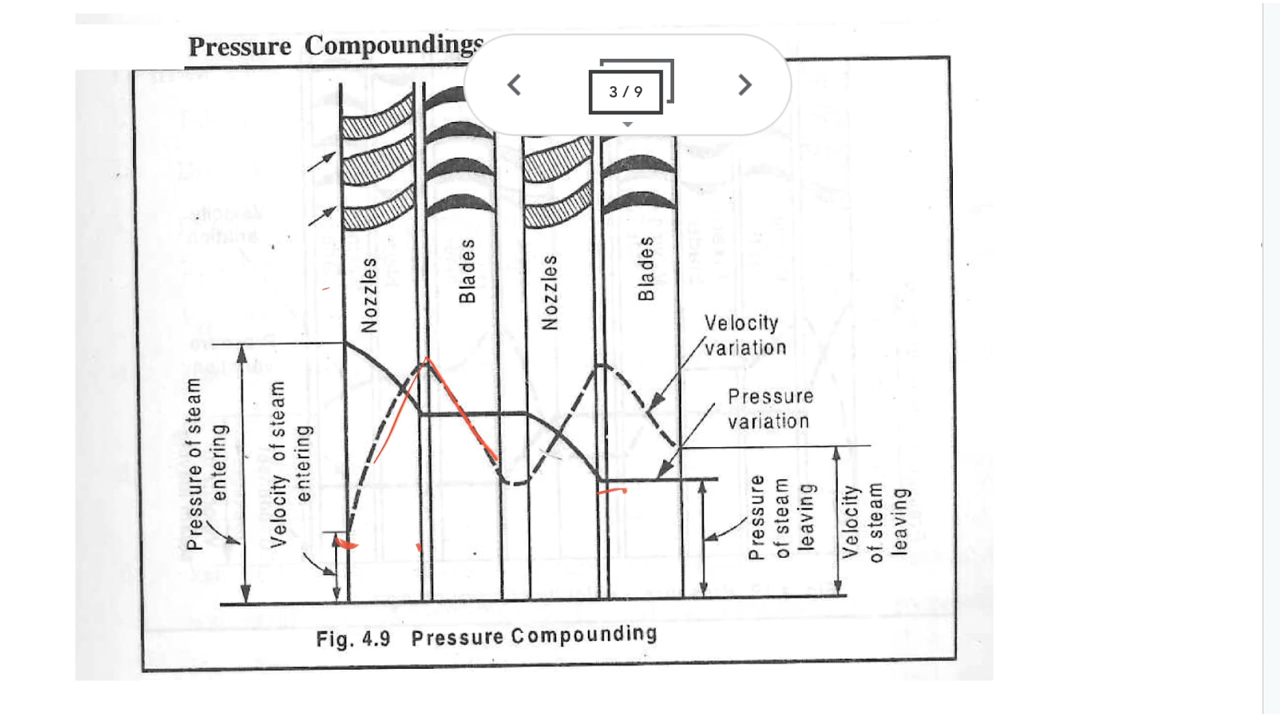 Pressure Compoundings
3 / 9
Nozzles
Blades
Nozzles
Blades
Velocity
variation
Pressure
variation
Pressure of steam
entering
Velocity of steam
entering
Pressure
of steam
leaving
Velocity
of steam
leaving
Fig. 4.9 Pressure Compounding